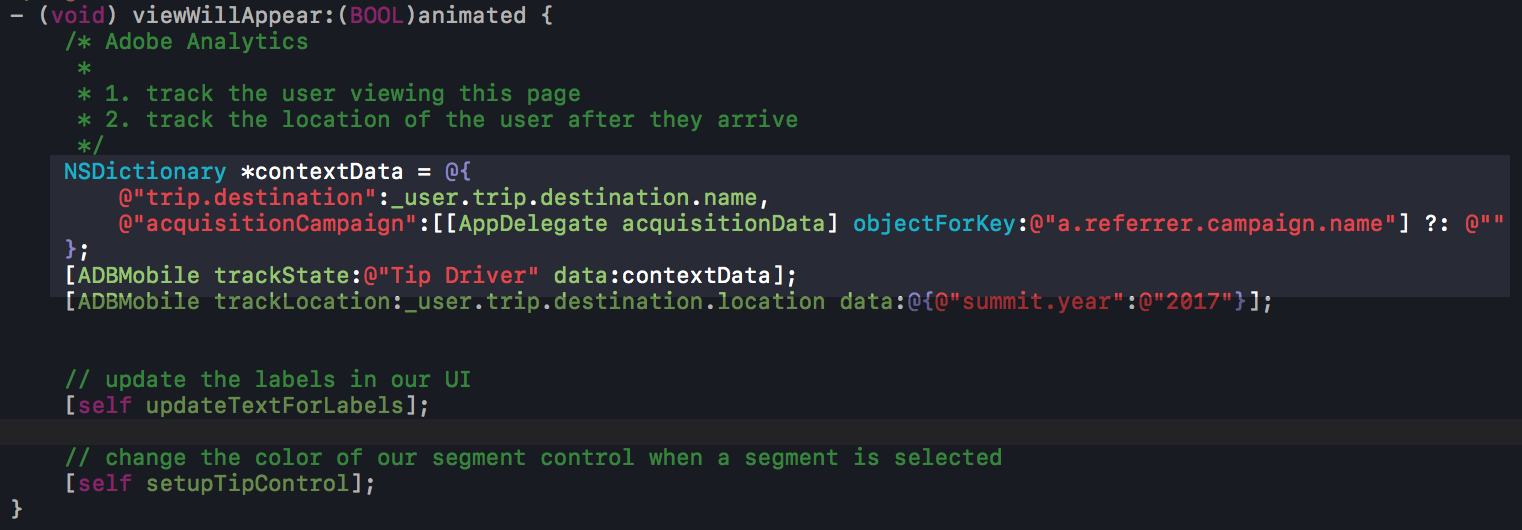 - (void) viewWillAppear:(BOOL)animated {
    /* Adobe Analytics
     *
     * 1. track the user viewing this page
     * 2. track the location of the user after they arrive
     */
    NSDictionary *contextData = @{
        @"trip.destination":_user.trip.destination.name,
        @"acquisitionCampaign":[[AppDelegate acquisitionData] objectForKey:@"a.referrer.campaign.name"] ?: @""
    };
    [ADBMobile trackState:@"Tip Driver" data:contextData];
    [ADBMobile trackLocation:_user.trip.destination.location data:@{@"summit.year":@"2017"}];
    // update the labels in our UI
    [self updateTextForLabels];
    // change the color of our segment control when a segment is selected
    [self setupTipControl];
}